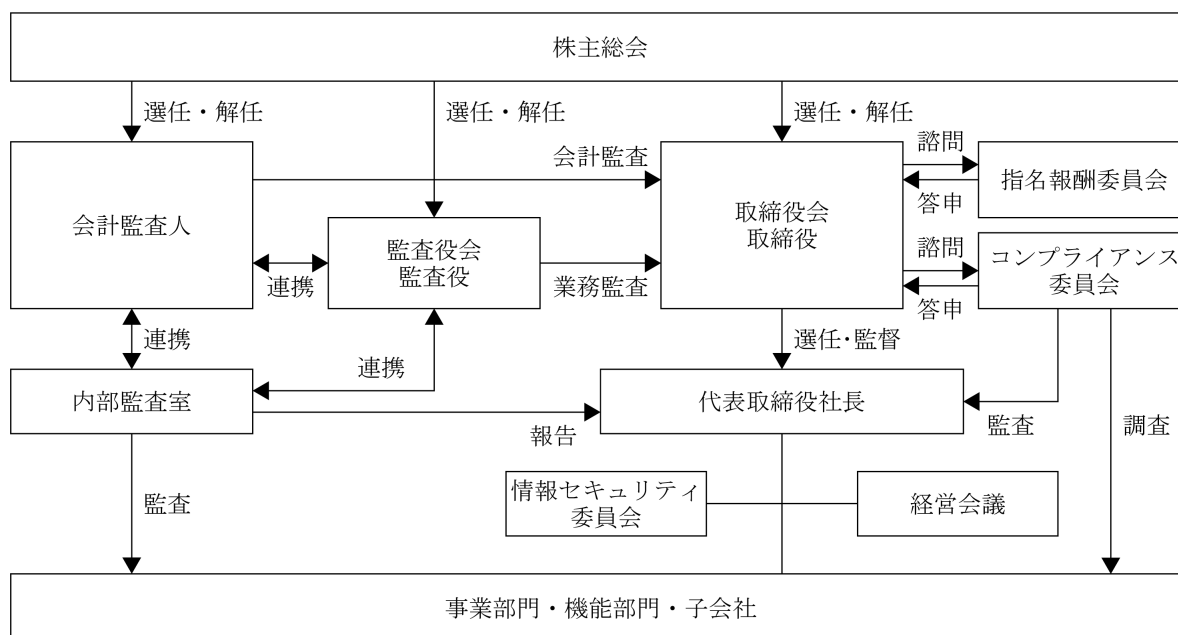 株主総会
選任・解任
選任・解任
選任・解任
会計監査人
会計監査
取締役会
取締役
諮問
答申
指名報酬委員会
監査役会
監査役
連携
業務監査
諮問
答申
コンプライアンス
委員会
連携
連携
選任・監督
内部監査室
報告
代表取締役社長
監査
調査
監査
情報セキュリティ
委員会
経営会議
事業部門・機能部門・子会社